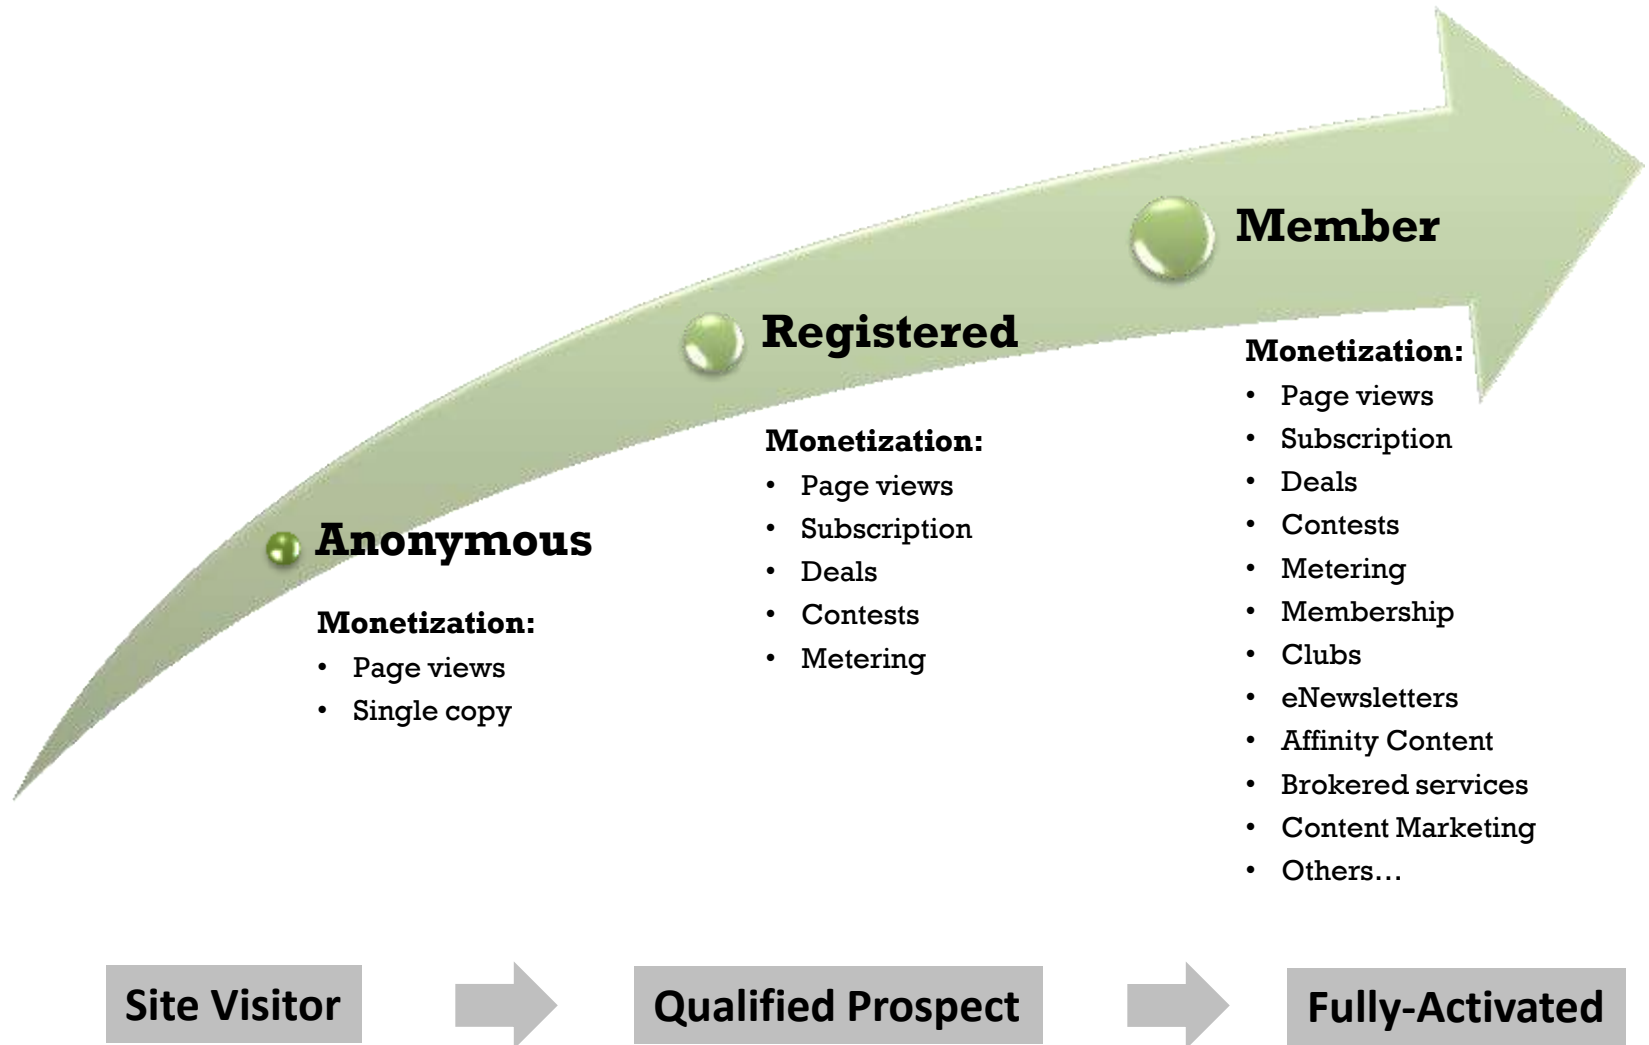 Member
Registered
Anonymous
Monetization:
• Page views
• Single copy
Monetization:
• Page views
• Subscription
• Deals
• Contests
• Metering
Monetization:
• Page views
• Subscription
• Deals
• Contests
• Metering
• Membership
• Clubs
• eNewsletters
• Affinity Content
• Brokered services
• Content Marketing
• Others…
Site Visitor
Qualified Prospect
Fully-Activated